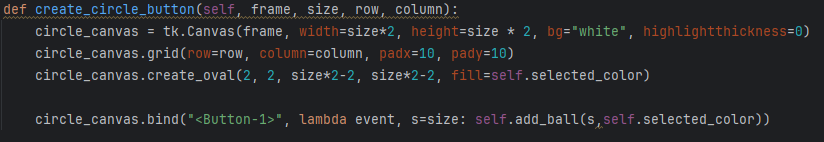 def create_circle_button(self, frame, size, row, column):
    circle_canvas = tk.Canvas(frame, width=size*2, height=size * 2, bg="white", highlightthickness=0)
    circle_canvas.grid(row=row, column=column, padx=10, pady=10)
    circle_canvas.create_oval(2, 2, size*2-2, size*2-2, fill=self.selected_color)
    circle_canvas.bind("<Button-1>", lambda event, s=size: self.add_ball(s,self.selected_color))